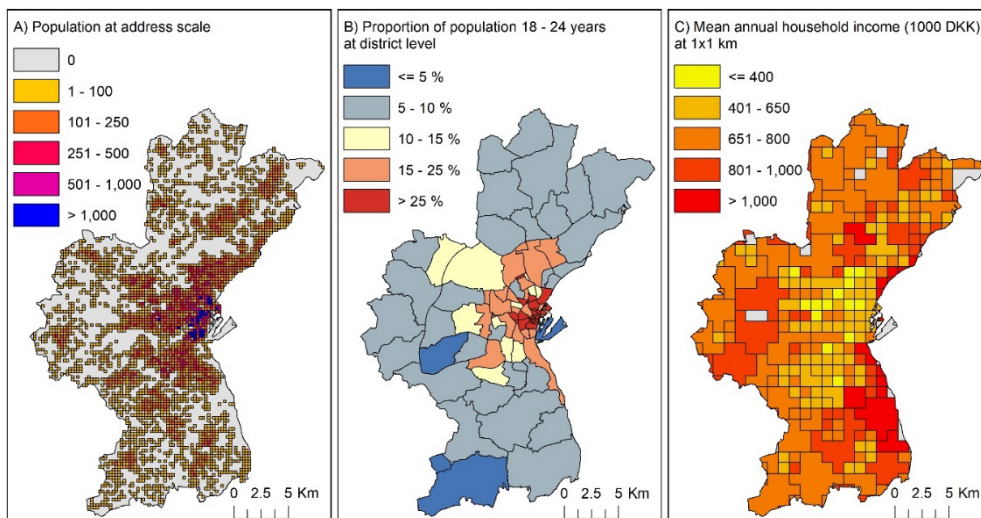 A) Population at address scale
0
1 - 100
101 - 250
251 - 500
501 - 1,000
> 1,000
0 2.5 5 Km
B) Proportion of population 18 - 24 years
at district level
<= 5 %
5 - 10 %
10 - 15 %
15 - 25 %
> 25 %
0 2.5 5 Km
C) Mean annual household income (1000 DKK)
at 1x1 km
<= 400
401 - 650
651 - 800
801 - 1,000
> 1,000
0 2.5 5 Km